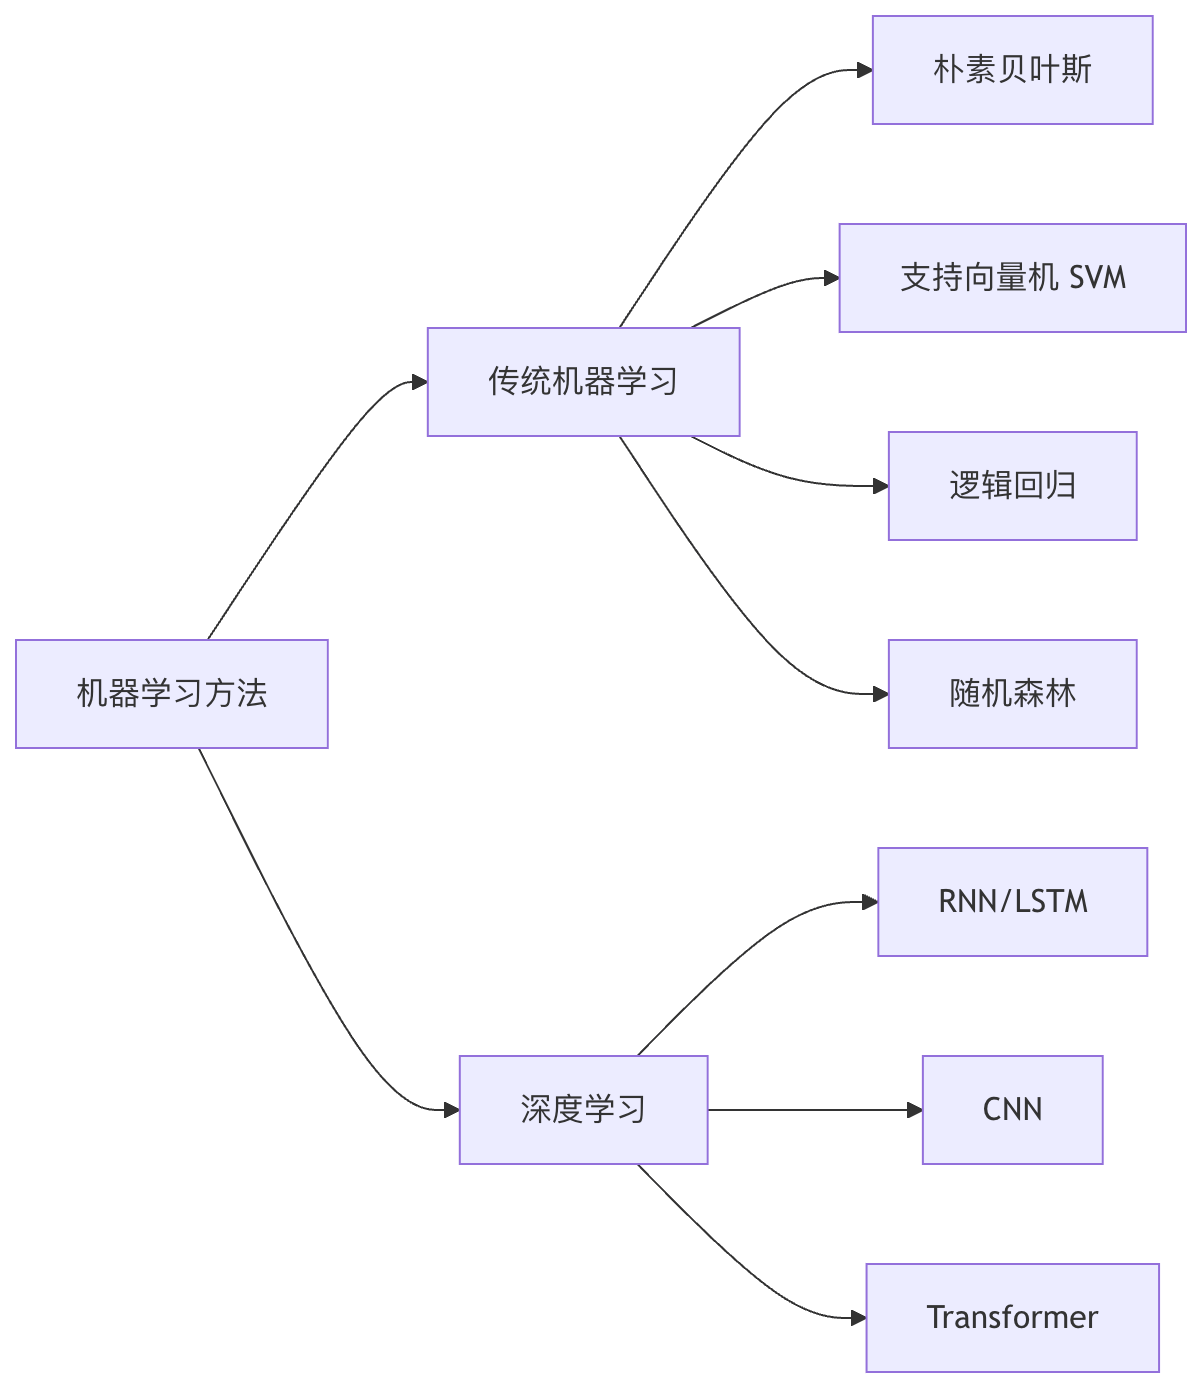 朴素贝叶斯
支持向量机 SVM
传统机器学习
逻辑回归
机器学习方法
随机森林
RNN/LSTM
深度学习
CNN
Transformer